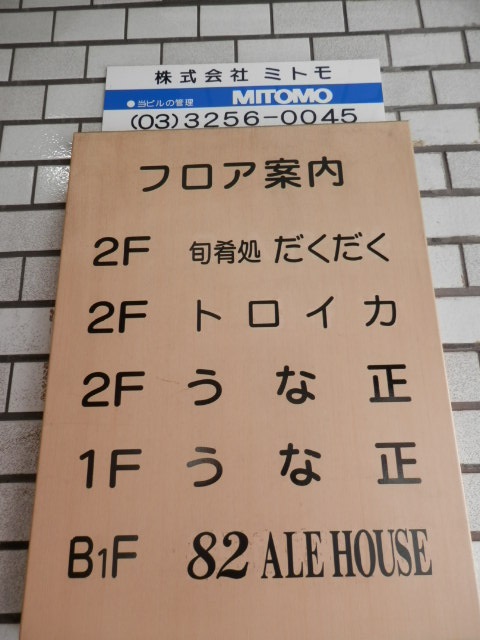 株式会社 ミトモ
●当ビルの管理 MITOMO
(03)3256-0045
フロア案内
2F 旬肴処 だくだく
2F トロイカ
2F うな正
1F うな正
B1F 82 ALE HOUSE